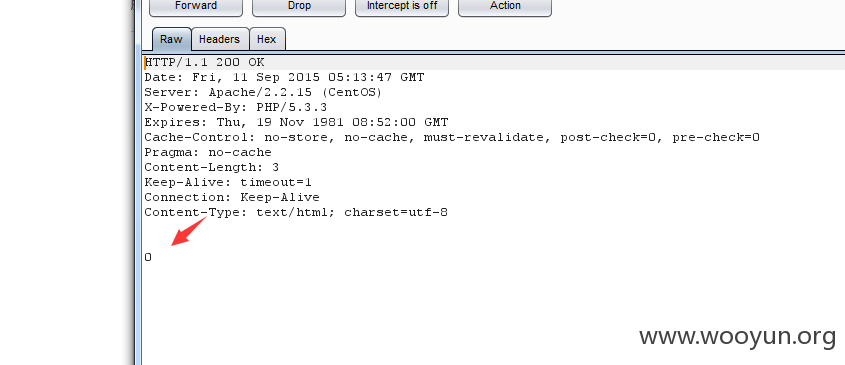 Forward Drop Intercept is off Action
Raw Headers Hex
HTTP/1.1 200 OK
Date: Fri, 11 Sep 2015 05:13:47 GMT
Server: Apache/2.2.15 (CentOS)
X-Powered-By: PHP/5.3.3
Expires: Thu, 19 Nov 1981 08:52:00 GMT
Cache-Control: no-store, no-cache, must-revalidate, post-check=0, pre-check=0
Pragma: no-cache
Content-Length: 3
Keep-Alive: timeout=1
Connection: Keep-Alive
Content-Type: text/html; charset=utf-8
0
www.wooyun.org